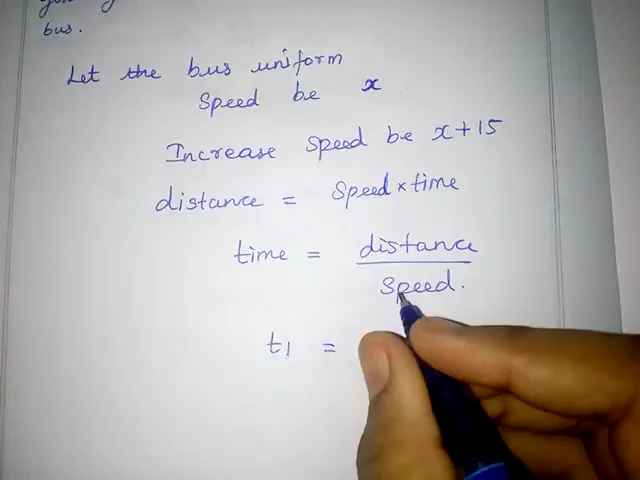 bus.
Let the bus uniform
Speed be x
Increase speed be x+15
distance = Speed × time
time = distance
speed.
t1 =